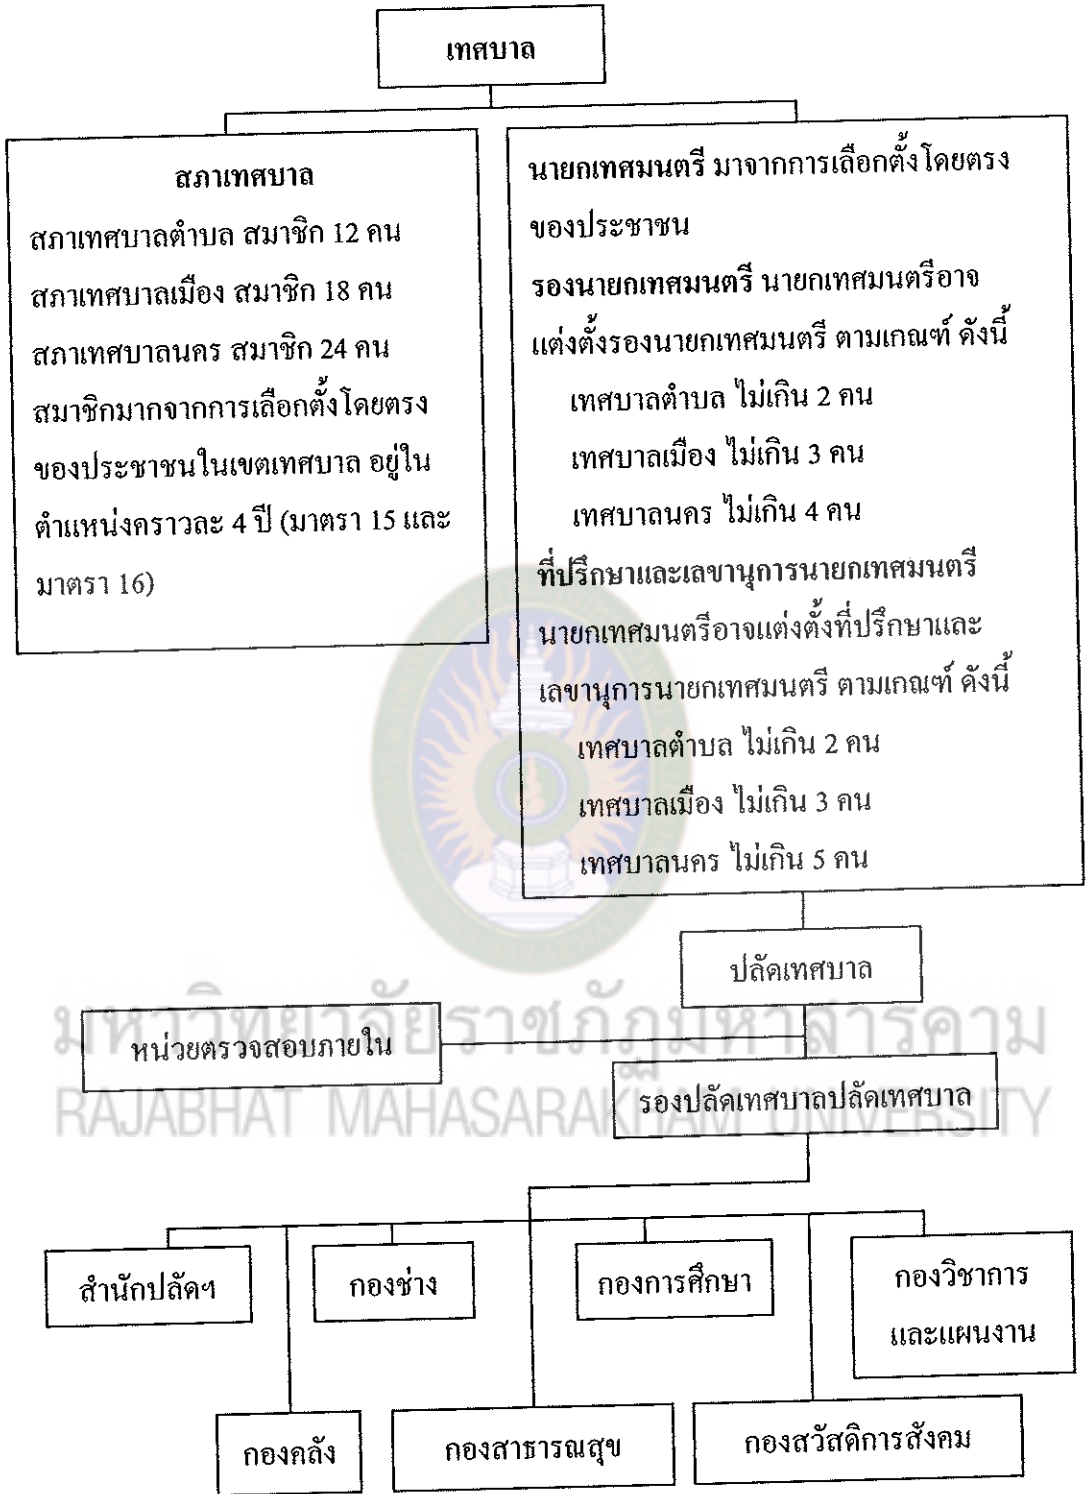 เทศบาล
สภาเทศบาล
สภาเทศบาลตำบล สมาชิก 12 คน
สภาเทศบาลเมือง สมาชิก 18 คน
สภาเทศบาลนคร สมาชิก 24 คน
สมาชิกมากจากการเลือกตั้งโดยตรง
ของประชาชนในเขตเทศบาล อยู่ใน
ตำแหน่งคราวละ 4 ปี (มาตรา 15 และ
มาตรา 16)
นายกเทศมนตรี มาจากการเลือกตั้งโดยตรง
ของประชาชน
รองนายกเทศมนตรี นายกเทศมนตรีอาจ
แต่งตั้งรองนายกเทศมนตรี ตามเกณฑ์ ดังนี้
เทศบาลตำบล ไม่เกิน 2 คน
เทศบาลเมือง ไม่เกิน 3 คน
เทศบาลนคร ไม่เกิน 4 คน
ที่ปรึกษาและเลขานุการนายกเทศมนตรี
นายกเทศมนตรีอาจแต่งตั้งที่ปรึกษาและ
เลขานุการนายกเทศมนตรี ตามเกณฑ์ ดังนี้
เทศบาลตำบล ไม่เกิน 2 คน
เทศบาลเมือง ไม่เกิน 3 คน
เทศบาลนคร ไม่เกิน 5 คน
ปลัดเทศบาล
มหาวิทยาลัยราชภัฏมหาสารคาม
RAJABHAT MAHASARAKHAM UNIVERSITY
หน่วยตรวจสอบภายใน
รองปลัดเทศบาลปลัดเทศบาล
สำนักปลัดฯ
กองช่าง
กองการศึกษา
กองวิชาการ
และแผนงาน
กองคลัง
กองสาธารณสุข
กองสวัสดิการสังคม